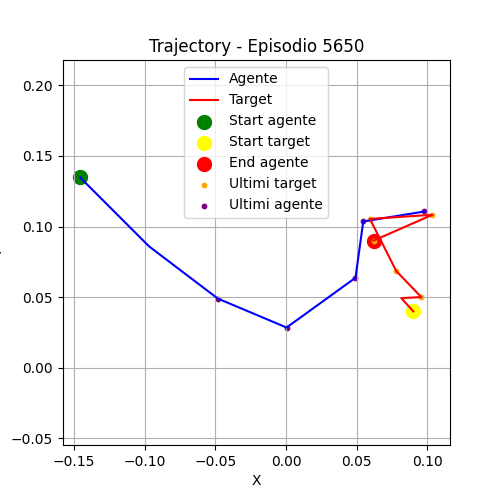 Trajectory - Episodio 5650
Agente
Target
Start agente
Start target
End agente
Ultimi target
Ultimi agente
0.20
0.15
0.10
0.05
0.00
−0.05
−0.15
−0.10
−0.05
0.00
0.05
0.10
X